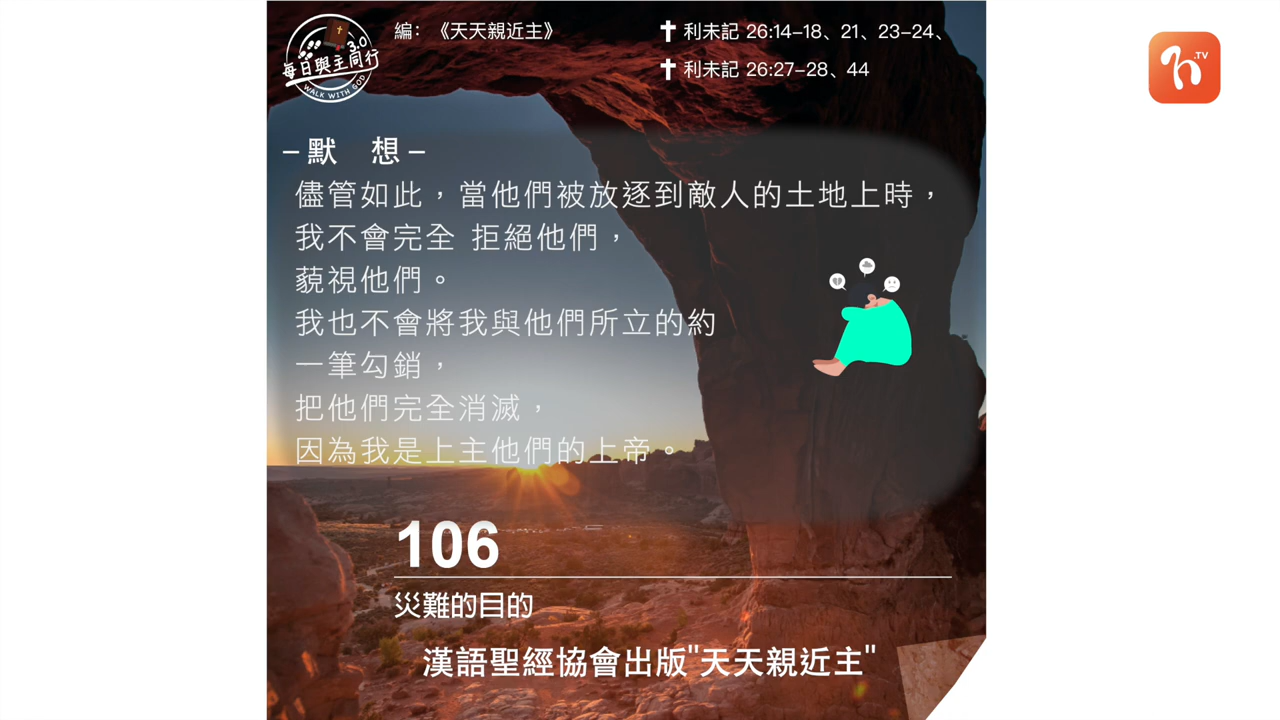 3.0
每日與主同行
WALK WITH GOD
編：《天天親近主》
利未記 26:14-18、21、23-24、
利未記 26:27-28、44
h.TV
–默 想–
儘管如此，當他們被放逐到敵人的土地上時，
我不會完全 拒絕他們，
藐視他們。
我也不會將我與他們所立的約
一筆勾銷，
把他們完全消滅，
因為我是上主他們的上帝。
106
災難的目的
漢語聖經協會出版"天天親近主"